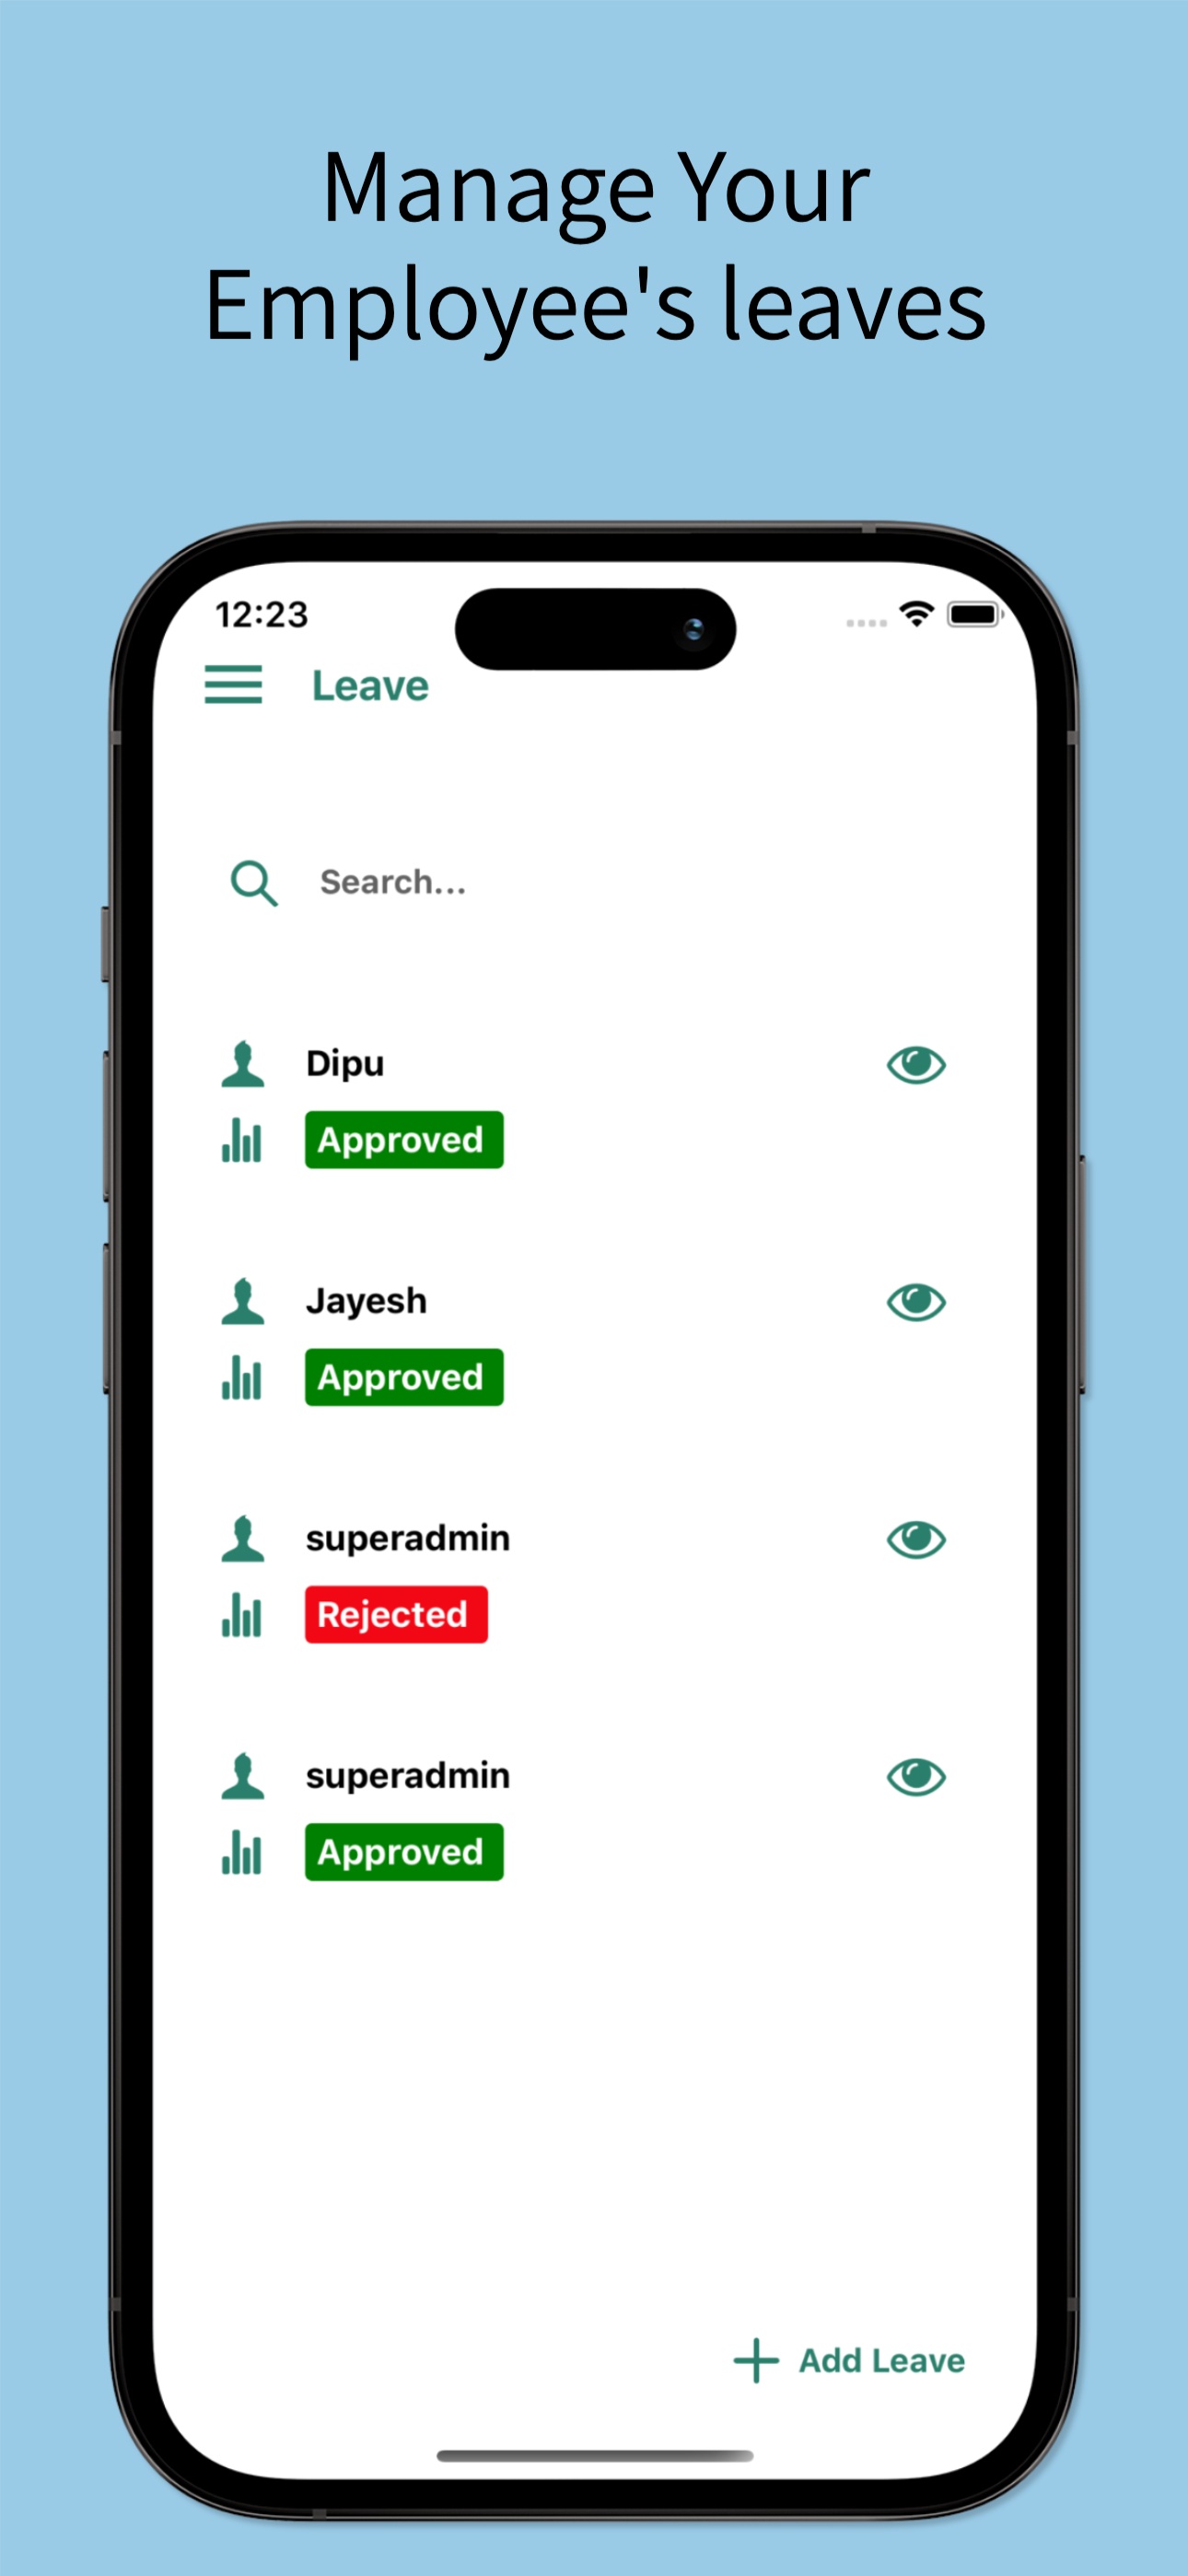 Manage Your
Employee's leaves
12:23
Leave
Search...
Dipu
Approved
Jayesh
Approved
superadmin
Rejected
superadmin
Approved
Add Leave